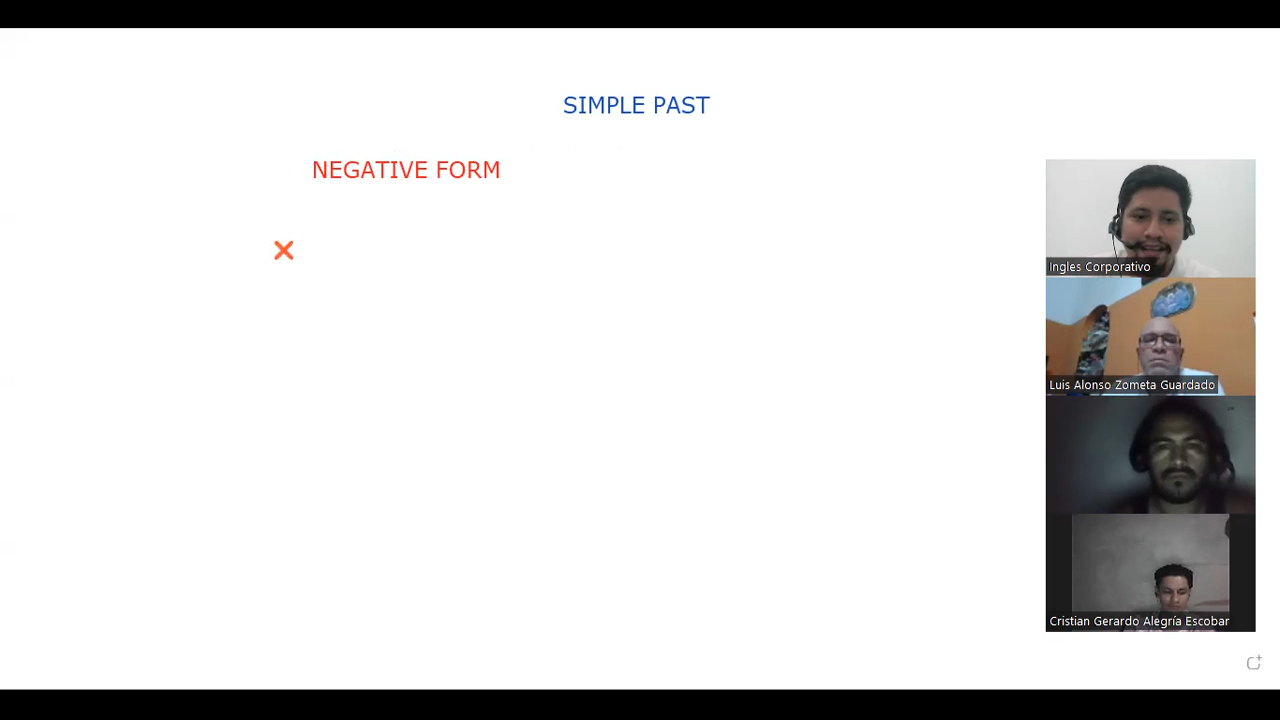 SIMPLE PAST
NEGATIVE FORM
Ingles Corporativo
Luis Alonso Zometa Guardado
Cristian Gerardo Alegría Escobar